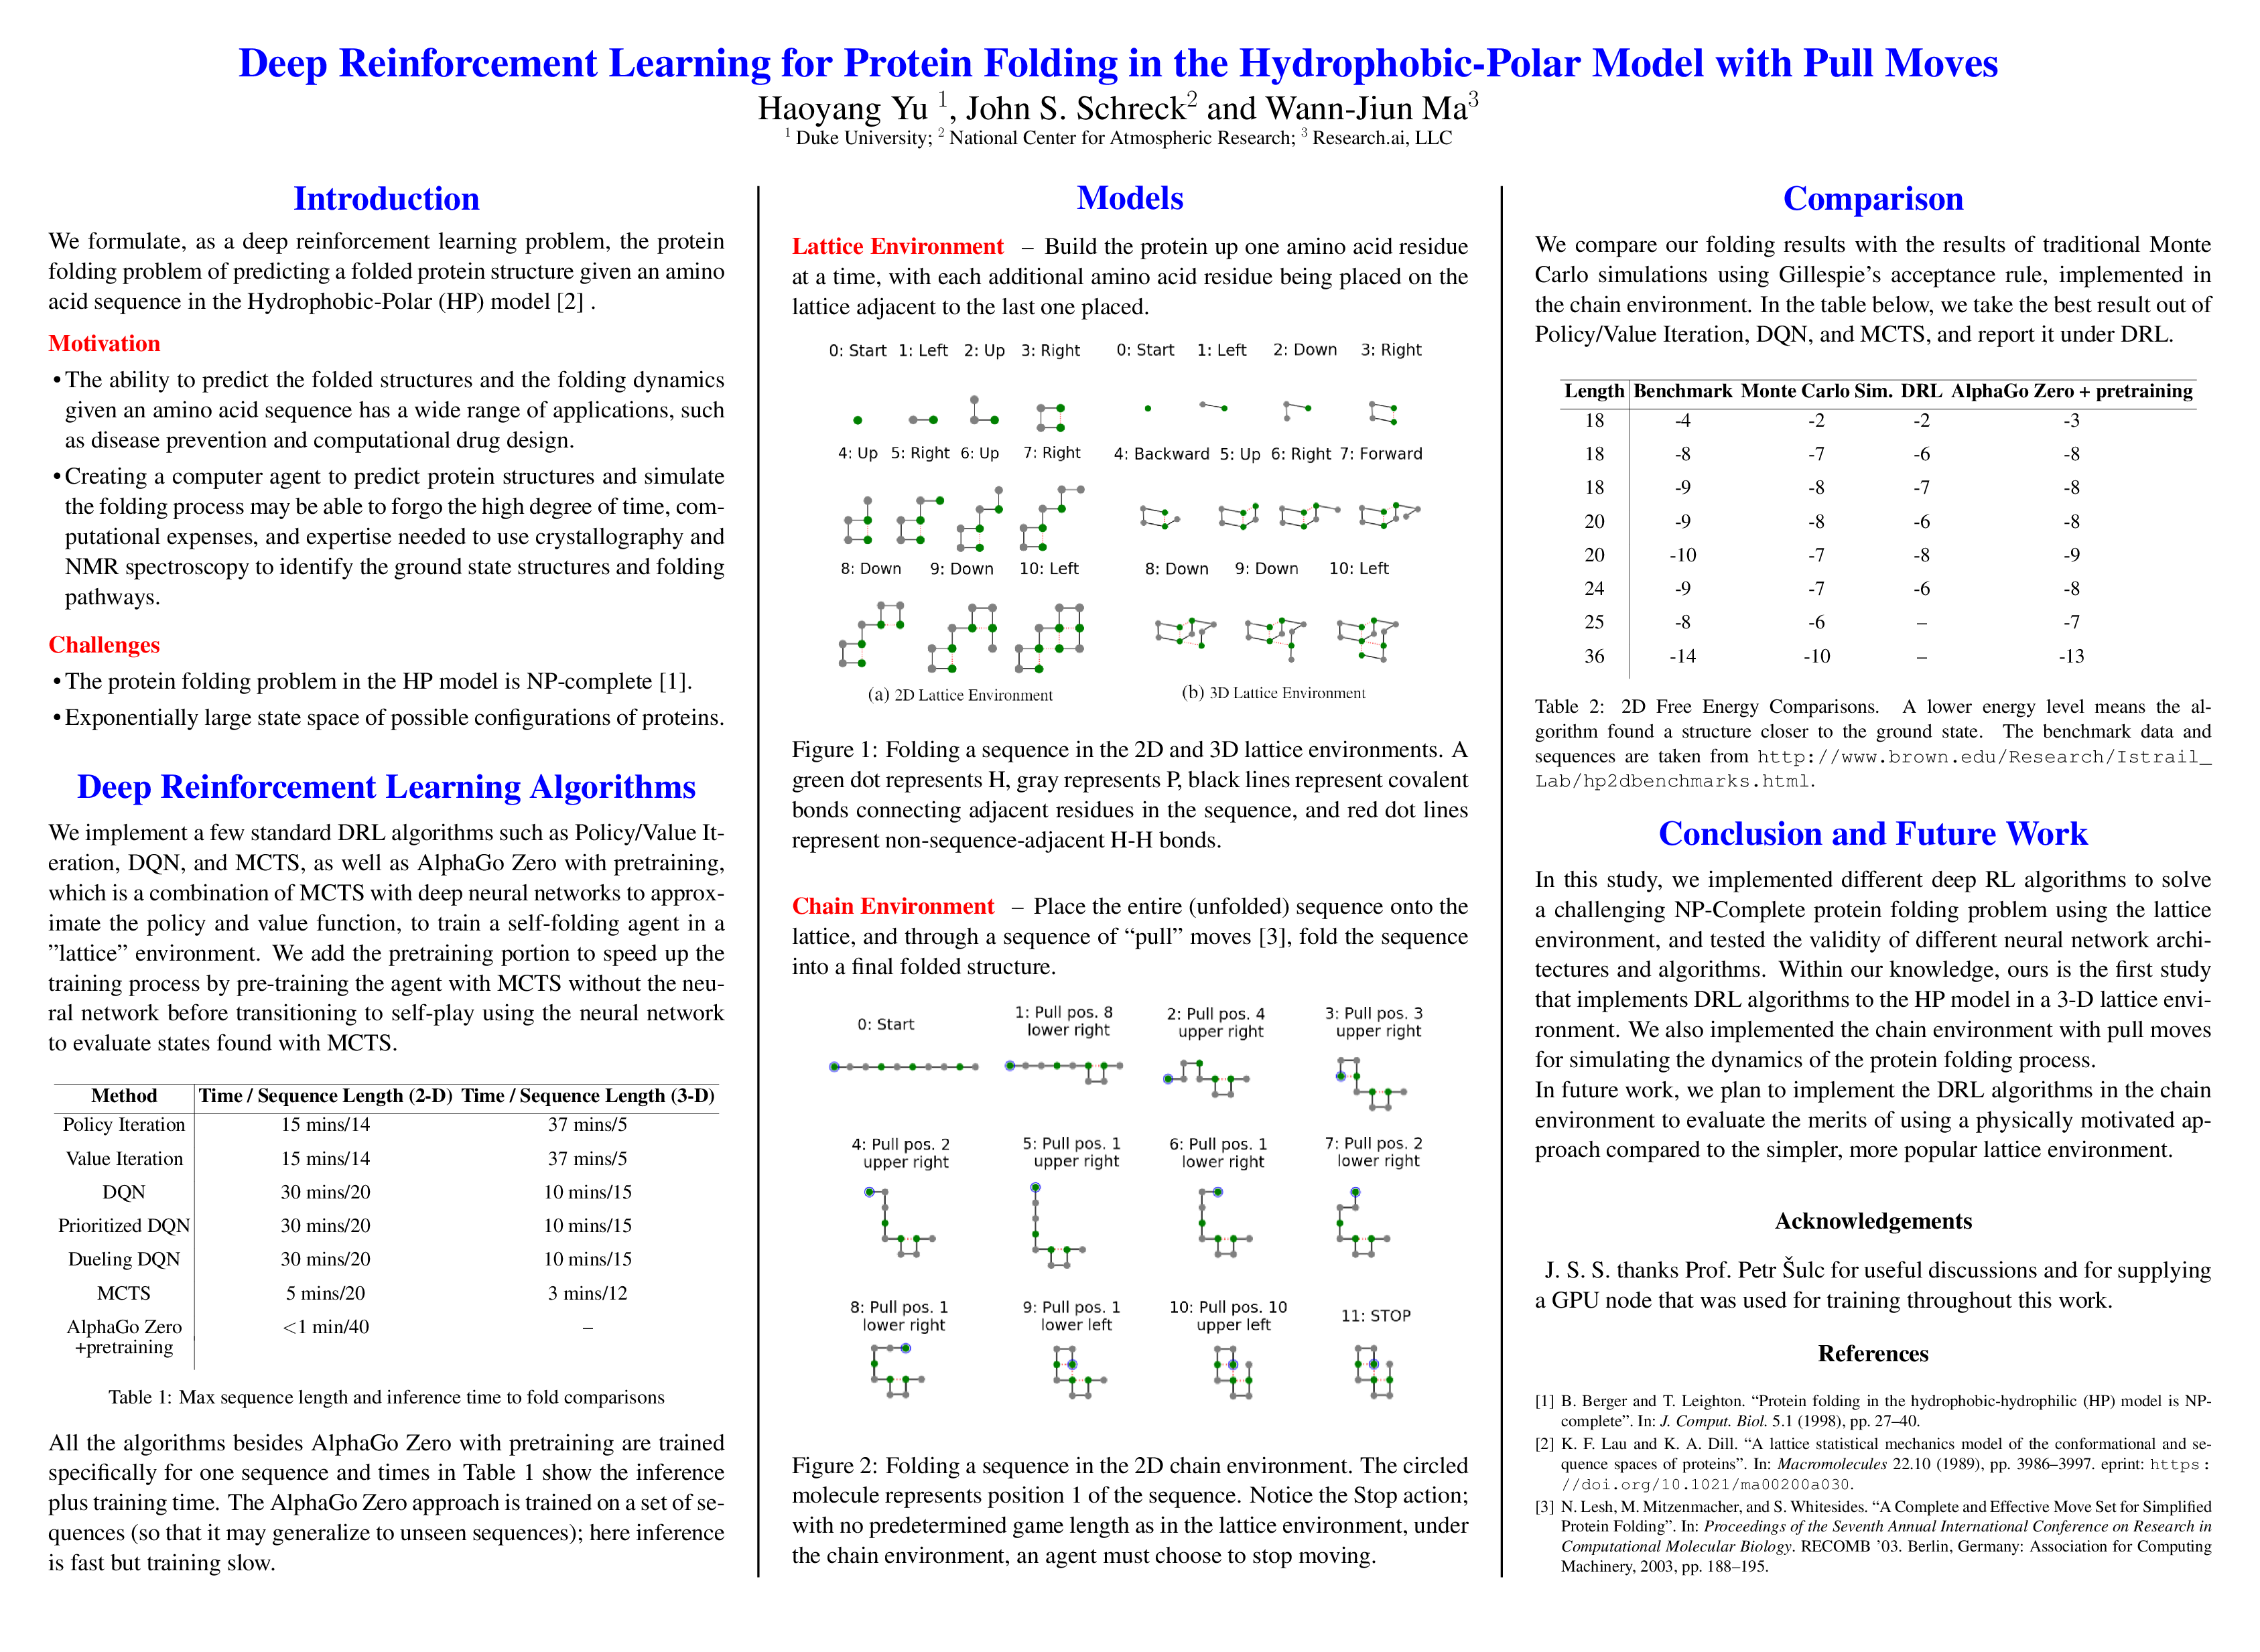 Deep Reinforcement Learning for Protein Folding in the Hydrophobic-Polar Model with Pull Moves
Haoyang Yu 1, John S. Schreck2 and Wann-Jiun Ma3
1 Duke University; 2 National Center for Atmospheric Research; 3 Research.ai, LLC
Introduction
We formulate, as a deep reinforcement learning problem, the protein
folding problem of predicting a folded protein structure given an amino
acid sequence in the Hydrophobic-Polar (HP) model [2] .
Motivation
• The ability to predict the folded structures and the folding dynamics
given an amino acid sequence has a wide range of applications, such
as disease prevention and computational drug design.
• Creating a computer agent to predict protein structures and simulate
the folding process may be able to forgo the high degree of time, com-
putational expenses, and expertise needed to use crystallography and
NMR spectroscopy to identify the ground state structures and folding
pathways.
Challenges
• The protein folding problem in the HP model is NP-complete [1].
• Exponentially large state space of possible configurations of proteins.
Deep Reinforcement Learning Algorithms
We implement a few standard DRL algorithms such as Policy/Value It-
eration, DQN, and MCTS, as well as AlphaGo Zero with pretraining,
which is a combination of MCTS with deep neural networks to approx-
imate the policy and value function, to train a self-folding agent in a
”lattice” environment. We add the pretraining portion to speed up the
training process by pre-training the agent with MCTS without the neu-
ral network before transitioning to self-play using the neural network
to evaluate states found with MCTS.
Method Time / Sequence Length (2-D) Time / Sequence Length (3-D)
Policy Iteration 15 mins/14 37 mins/5
Value Iteration 15 mins/14 37 mins/5
DQN 30 mins/20 10 mins/15
Prioritized DQN 30 mins/20 10 mins/15
Dueling DQN 30 mins/20 10 mins/15
MCTS 5 mins/20 3 mins/12
AlphaGo Zero <1 min/40 –
+pretraining
Table 1: Max sequence length and inference time to fold comparisons
All the algorithms besides AlphaGo Zero with pretraining are trained
specifically for one sequence and times in Table 1 show the inference
plus training time. The AlphaGo Zero approach is trained on a set of se-
quences (so that it may generalize to unseen sequences); here inference
is fast but training slow.
Models
Lattice Environment – Build the protein up one amino acid residue
at a time, with each additional amino acid residue being placed on the
lattice adjacent to the last one placed.
0: Start 1: Left 2: Up 3: Right
4: Up 5: Right 6: Up 7: Right
8: Down 9: Down 10: Left
(a) 2D Lattice Environment
0: Start 1: Left 2: Down 3: Right
4: Backward 5: Up 6: Right 7: Forward
8: Down 9: Down 10: Left
(b) 3D Lattice Environment
Figure 1: Folding a sequence in the 2D and 3D lattice environments. A
green dot represents H, gray represents P, black lines represent covalent
bonds connecting adjacent residues in the sequence, and red dot lines
represent non-sequence-adjacent H-H bonds.
Chain Environment – Place the entire (unfolded) sequence onto the
lattice, and through a sequence of “pull” moves [3], fold the sequence
into a final folded structure.
0: Start
1: Pull pos. 8
lower right
2: Pull pos. 4
upper right
3: Pull pos. 3
upper right
4: Pull pos. 2
upper right
5: Pull pos. 1
upper right
6: Pull pos. 1
lower right
7: Pull pos. 2
lower right
8: Pull pos. 1
lower right
9: Pull pos. 1
lower left
10: Pull pos. 10
upper left
11: STOP
Figure 2: Folding a sequence in the 2D chain environment. The circled
molecule represents position 1 of the sequence. Notice the Stop action;
with no predetermined game length as in the lattice environment, under
the chain environment, an agent must choose to stop moving.
Comparison
We compare our folding results with the results of traditional Monte
Carlo simulations using Gillespie’s acceptance rule, implemented in
the chain environment. In the table below, we take the best result out of
Policy/Value Iteration, DQN, and MCTS, and report it under DRL.
Length Benchmark Monte Carlo Sim. DRL AlphaGo Zero + pretraining
18 -4 -2 -2 -3
18 -8 -7 -6 -8
18 -9 -8 -7 -8
20 -9 -8 -6 -8
20 -10 -7 -8 -9
24 -9 -7 -6 -8
25 -8 -6 – -7
36 -14 -10 – -13
Table 2: 2D Free Energy Comparisons. A lower energy level means the al-
gorithm found a structure closer to the ground state. The benchmark data and
sequences are taken from http://www.brown.edu/Research/Istrail_
Lab/hp2dbenchmarks.html.
Conclusion and Future Work
In this study, we implemented different deep RL algorithms to solve
a challenging NP-Complete protein folding problem using the lattice
environment, and tested the validity of different neural network archi-
tectures and algorithms. Within our knowledge, ours is the first study
that implements DRL algorithms to the HP model in a 3-D lattice envi-
ronment. We also implemented the chain environment with pull moves
for simulating the dynamics of the protein folding process.
In future work, we plan to implement the DRL algorithms in the chain
environment to evaluate the merits of using a physically motivated ap-
proach compared to the simpler, more popular lattice environment.
Acknowledgements
J. S. S. thanks Prof. Petr Šulc for useful discussions and for supplying
a GPU node that was used for training throughout this work.
References
[1] B. Berger and T. Leighton. “Protein folding in the hydrophobic-hydrophilic (HP) model is NP-
complete”. In: J. Comput. Biol. 5.1 (1998), pp. 27–40.
[2] K. F. Lau and K. A. Dill. “A lattice statistical mechanics model of the conformational and se-
quence spaces of proteins”. In: Macromolecules 22.10 (1989), pp. 3986–3997. eprint: https:
//doi.org/10.1021/ma00200a030.
[3] N. Lesh, M. Mitzenmacher, and S. Whitesides. “A Complete and Effective Move Set for Simplified
Protein Folding”. In: Proceedings of the Seventh Annual International Conference on Research in
Computational Molecular Biology. RECOMB ’03. Berlin, Germany: Association for Computing
Machinery, 2003, pp. 188–195.